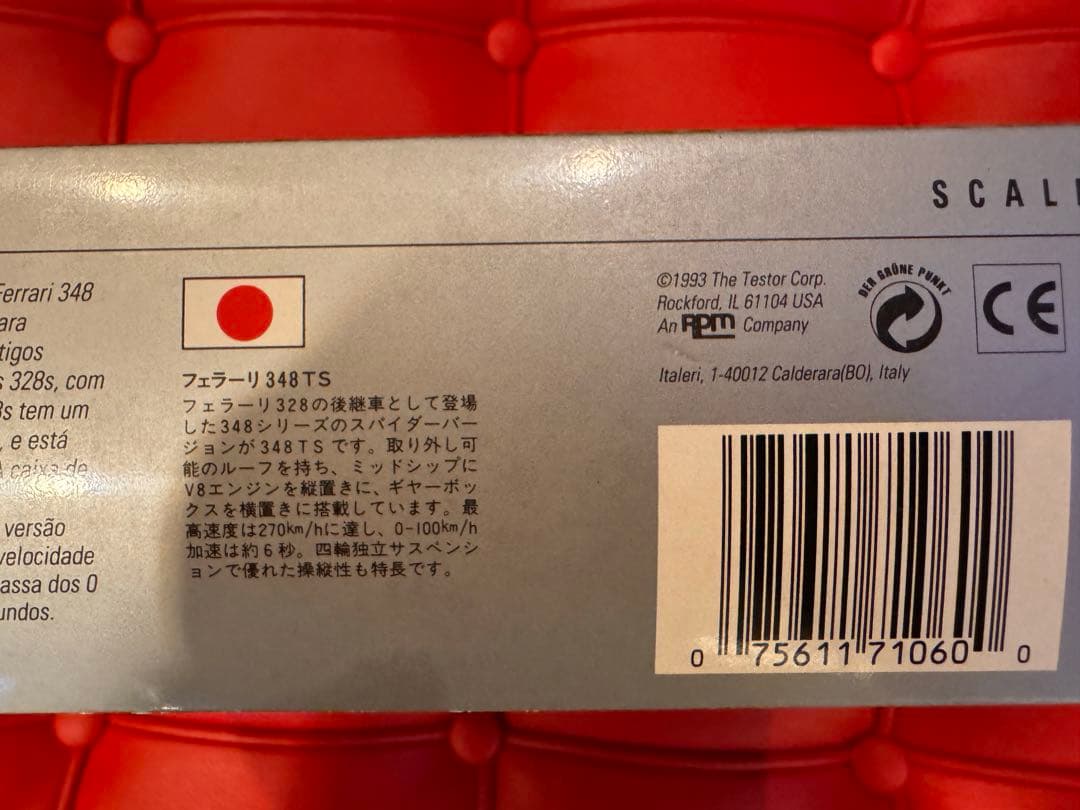 SCAL
Ferrari 348
ara
tigos
s 328s, com
3s tem um
, e está
A caixa de
versão
velocidade
assa dos 0
undos.
フェラーリ348TS
フェラーリ328の後継車として登場
した348シリーズのスパイダーバー
ジョンが348TSです。取り外し可
能のルーフを持ち、ミッドシップに
V8エンジンを縦置きに、ギヤーボッ
クスを横置きに搭載しています。最
高速度は270km/hに達し、0-100km/h
加速は約6秒。四輪独立サスペンシ
ョンで優れた操縦性も特長です。
©1993 The Testor Corp.
Rockford, IL 61104 USA
An RPM Company
DER GRÜNE PUNKT
CE
Italeri, 1-40012 Calderara(BO), Italy
0 75611 71060 0